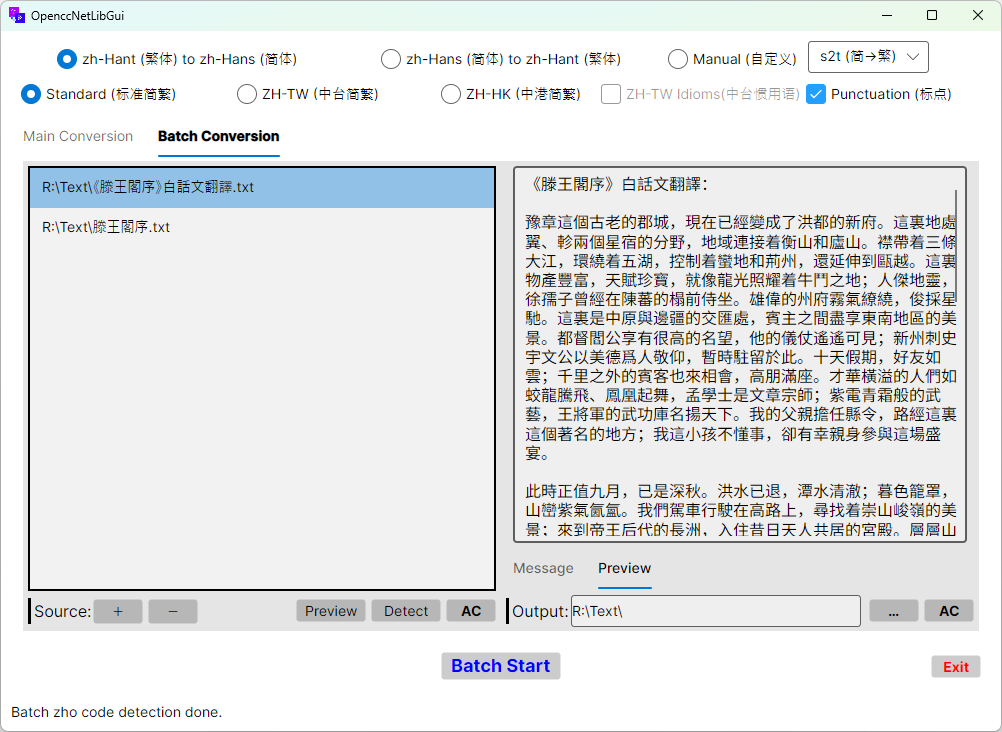 OpenccNetLibGui
zh-Hant (繁体) to zh-Hans (简体)
zh-Hans (简体) to zh-Hant (繁体)
Manual (自定义)
s2t (简→繁)
Standard (标准简繁)
ZH-TW (中台简繁)
ZH-HK (中港简繁)
ZH-TW Idioms(中台惯用语)
Punctuation (标点)
Main Conversion
Batch Conversion
R:\Text\《滕王閣序》白話文翻譯.txt
R:\Text\滕王閣序.txt
《滕王閣序》白話文翻譯：
豫章這個古老的郡城，現在已經變成了洪都的新府。這裏地處
翼、軫兩個星宿的分野，地域連接着衡山和廬山。襟帶着三條
大江，環繞着五湖，控制着蠻地和荊州，還延伸到甌越。這裏
物產豐富，天賦珍寶，就像龍光照耀着牛鬥之地；人傑地靈，
徐孺子曾經在陳蕃的榻前侍坐。雄偉的州府霧氣繚繞，俊採星
馳。這裏是中原與邊疆的交匯處，賓主之間盡享東南地區的美
景。都督閻公享有很高的名望，他的儀仗遙遙可見；新州刺史
宇文公以美德爲人敬仰，暫時駐留於此。十天假期，好友如
雲；千里之外的賓客也來相會，高朋滿座。才華橫溢的人們如
蛟龍騰飛、鳳凰起舞，孟學士是文章宗師；紫電青霜般的武
藝，王將軍的武功庫名揚天下。我的父親擔任縣令，路經這裏
這個著名的地方；我這小孩不懂事，卻有幸親身參與這場盛
宴。
此時正值九月，已是深秋。洪水已退，潭水清澈；暮色籠罩，
山巒紫氣氤氳。我們駕車行駛在高路上，尋找着崇山峻嶺的美
景；來到帝王后代的長洲，入住昔日天人共居的宮殿。層層山
Message
Preview
Source:
+
−
Preview
Detect
AC
Output:
R:\Text\
...
AC
Batch Start
Exit
Batch zho code detection done.